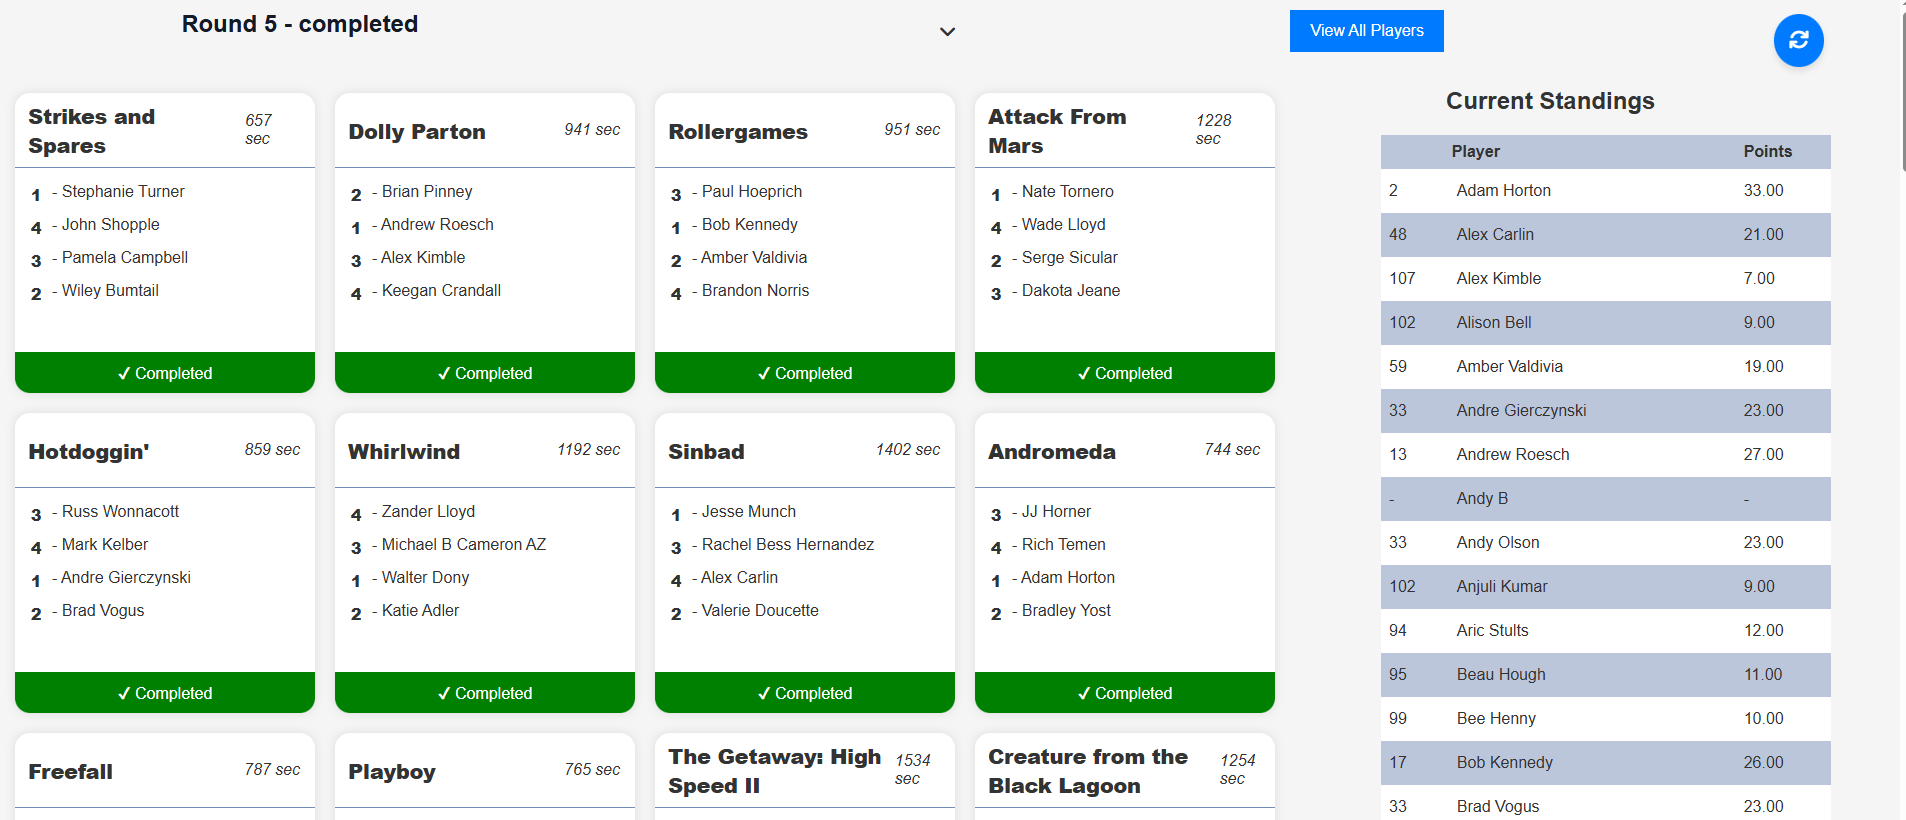 Round 5 - completed
View All Players
Strikes and
Spares
657
sec
1 - Stephanie Turner
4 - John Shopple
3 - Pamela Campbell
2 - Wiley Bumtail
✓ Completed
Dolly Parton
941 sec
2 - Brian Pinney
1 - Andrew Roesch
3 - Alex Kimble
4 - Keegan Crandall
✓ Completed
Rollergames
951 sec
3 - Paul Hoeprich
1 - Bob Kennedy
2 - Amber Valdivia
4 - Brandon Norris
✓ Completed
Attack From
Mars
1228
sec
1 - Nate Tornero
4 - Wade Lloyd
2 - Serge Sicular
3 - Dakota Jeane
✓ Completed
Hotdoggin'
859 sec
3 - Russ Wonnacott
4 - Mark Kelber
1 - Andre Gierczynski
2 - Brad Vogus
✓ Completed
Whirlwind
1192 sec
4 - Zander Lloyd
3 - Michael B Cameron AZ
1 - Walter Dony
2 - Katie Adler
✓ Completed
Sinbad
1402 sec
1 - Jesse Munch
3 - Rachel Bess Hernandez
4 - Alex Carlin
2 - Valerie Doucette
✓ Completed
Andromeda
744 sec
3 - JJ Horner
4 - Rich Temen
1 - Adam Horton
2 - Bradley Yost
✓ Completed
Freefall
787 sec
Playboy
765 sec
The Getaway: High
Speed II
1534
sec
Creature from the
Black Lagoon
1254
sec
Current Standings
Player Points
2 Adam Horton 33.00
48 Alex Carlin 21.00
107 Alex Kimble 7.00
102 Alison Bell 9.00
59 Amber Valdivia 19.00
33 Andre Gierczynski 23.00
13 Andrew Roesch 27.00
- Andy B -
33 Andy Olson 23.00
102 Anjuli Kumar 9.00
94 Aric Stults 12.00
95 Beau Hough 11.00
99 Bee Henny 10.00
17 Bob Kennedy 26.00
33 Brad Vogus 23.00